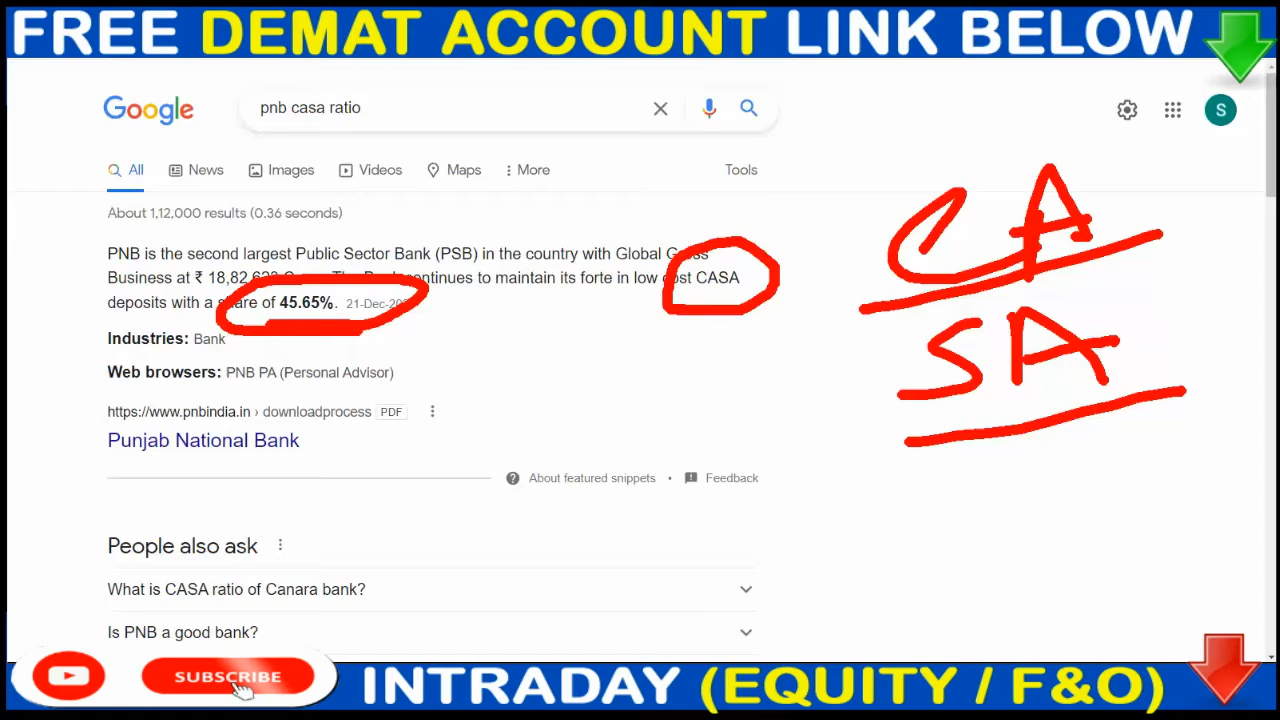 FREE DEMAT ACCOUNT LINK BELOW
Google
pnb casa ratio
S
All News Images Videos Maps More Tools
About 1,12,000 results (0.36 seconds)
PNB is the second largest Public Sector Bank (PSB) in the country with Global Gross
Business at ₹ 18,82, continues to maintain its forte in low cost CASA
deposits with a share of 45.65%. 21-Dec-
Industries: Bank
Web browsers: PNB PA (Personal Advisor)
https://www.pnbindia.in › downloadprocess PDF
Punjab National Bank
About featured snippets • Feedback
People also ask
What is CASA ratio of Canara bank?
Is PNB a good bank?
CA
SA
SUBSCRIBE
INTRADAY (EQUITY / F&O)